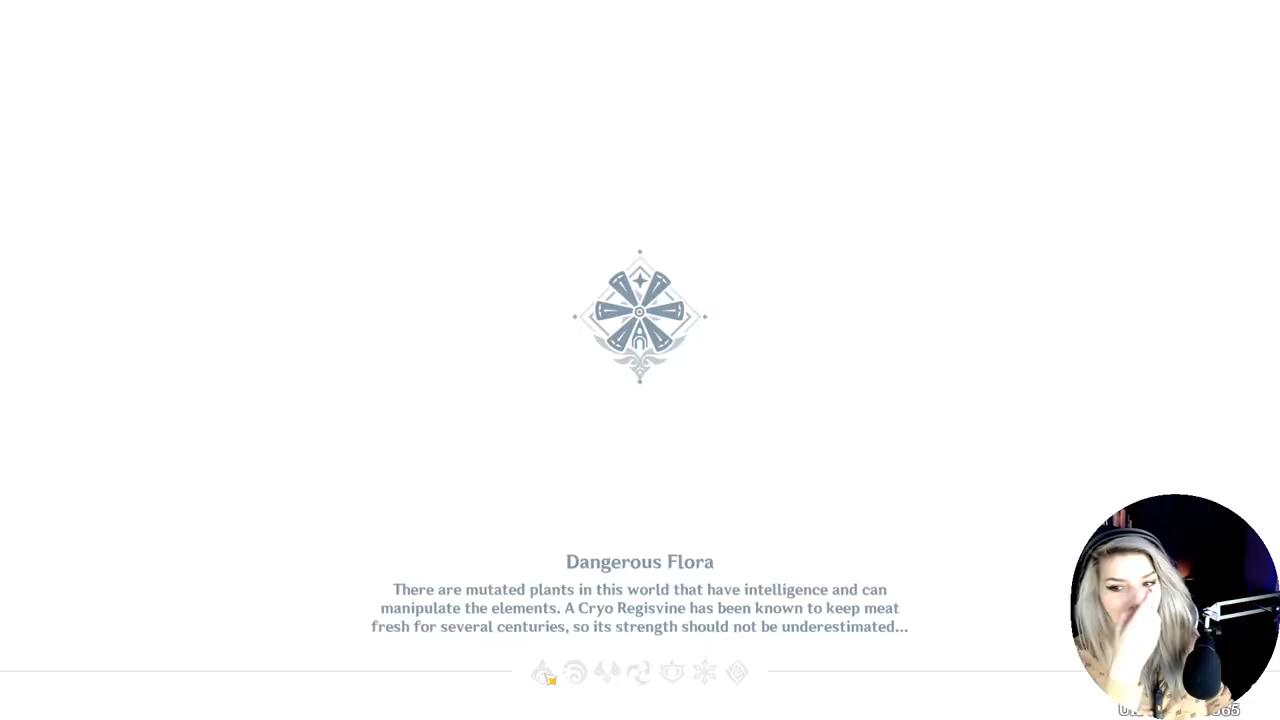 Dangerous Flora
There are mutated plants in this world that have intelligence and can
manipulate the elements. A Cryo Regisvine has been known to keep meat
fresh for several centuries, so its strength should not be underestimated...